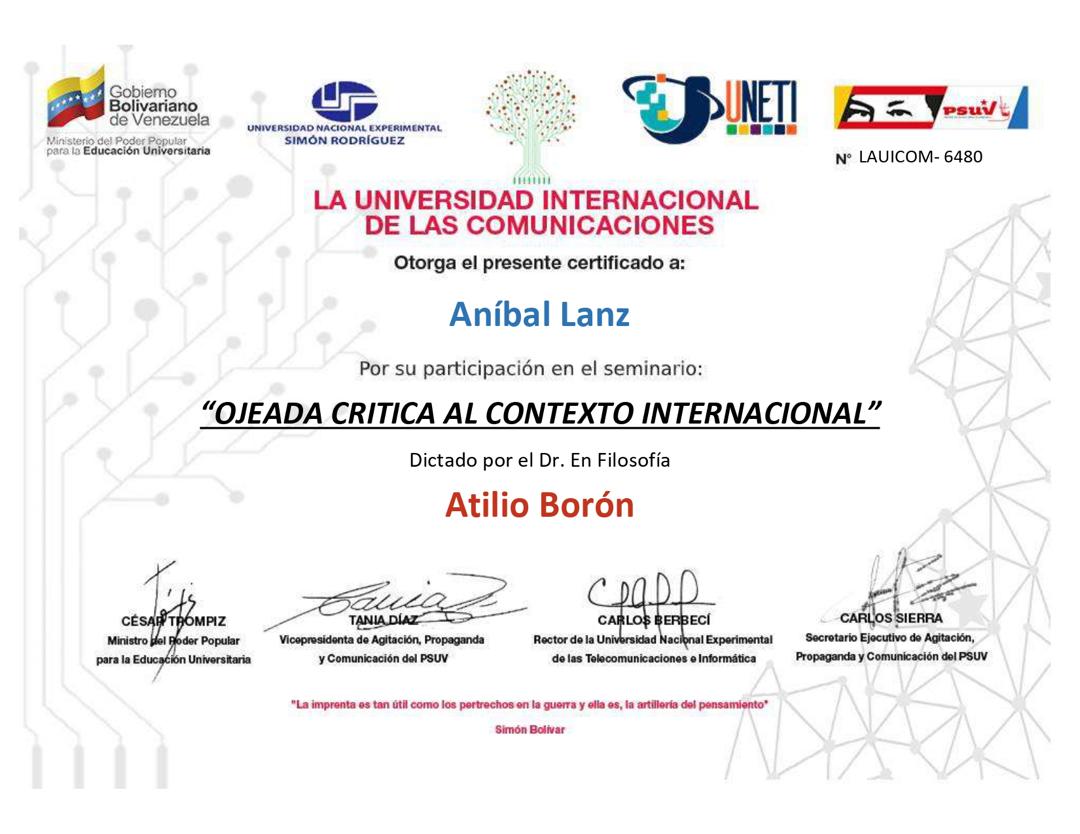 Gobierno
Bolivariano
de Venezuela
Ministerio del Poder Popular
para la Educación Universitaria
UNIVERSIDAD NACIONAL EXPERIMENTAL
SIMÓN RODRÍGUEZ
UNETI
PSUV
N° LAUICOM- 6480
LA UNIVERSIDAD INTERNACIONAL
DE LAS COMUNICACIONES
Otorga el presente certificado a:
Aníbal Lanz
Por su participación en el seminario:
“OJEADA CRITICA AL CONTEXTO INTERNACIONAL”
Dictado por el Dr. En Filosofía
Atilio Borón
CÉSAR TROMPIZ
Ministro del Poder Popular
para la Educación Universitaria
TANIA DÍAZ
Vicepresidenta de Agitación, Propaganda
y Comunicación del PSUV
CARLOS BERBECÍ
Rector de la Universidad Nacional Experimental
de las Telecomunicaciones e Informática
CARLOS SIERRA
Secretario Ejecutivo de Agitación,
Propaganda y Comunicación del PSUV
"La imprenta es tan útil como los pertrechos en la guerra y ella es, la artillería del pensamiento"
Simón Bolívar